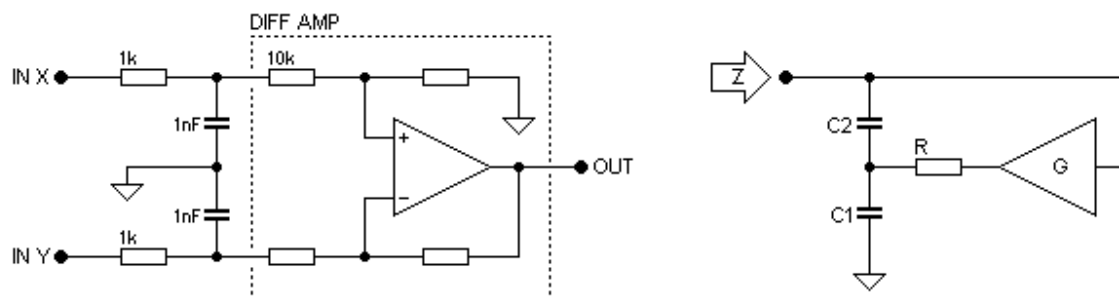 DIFF AMP
1k
10k
IN X
1nF
+
OUT
1nF
−
1k
IN Y
Z
C2
R
G
C1